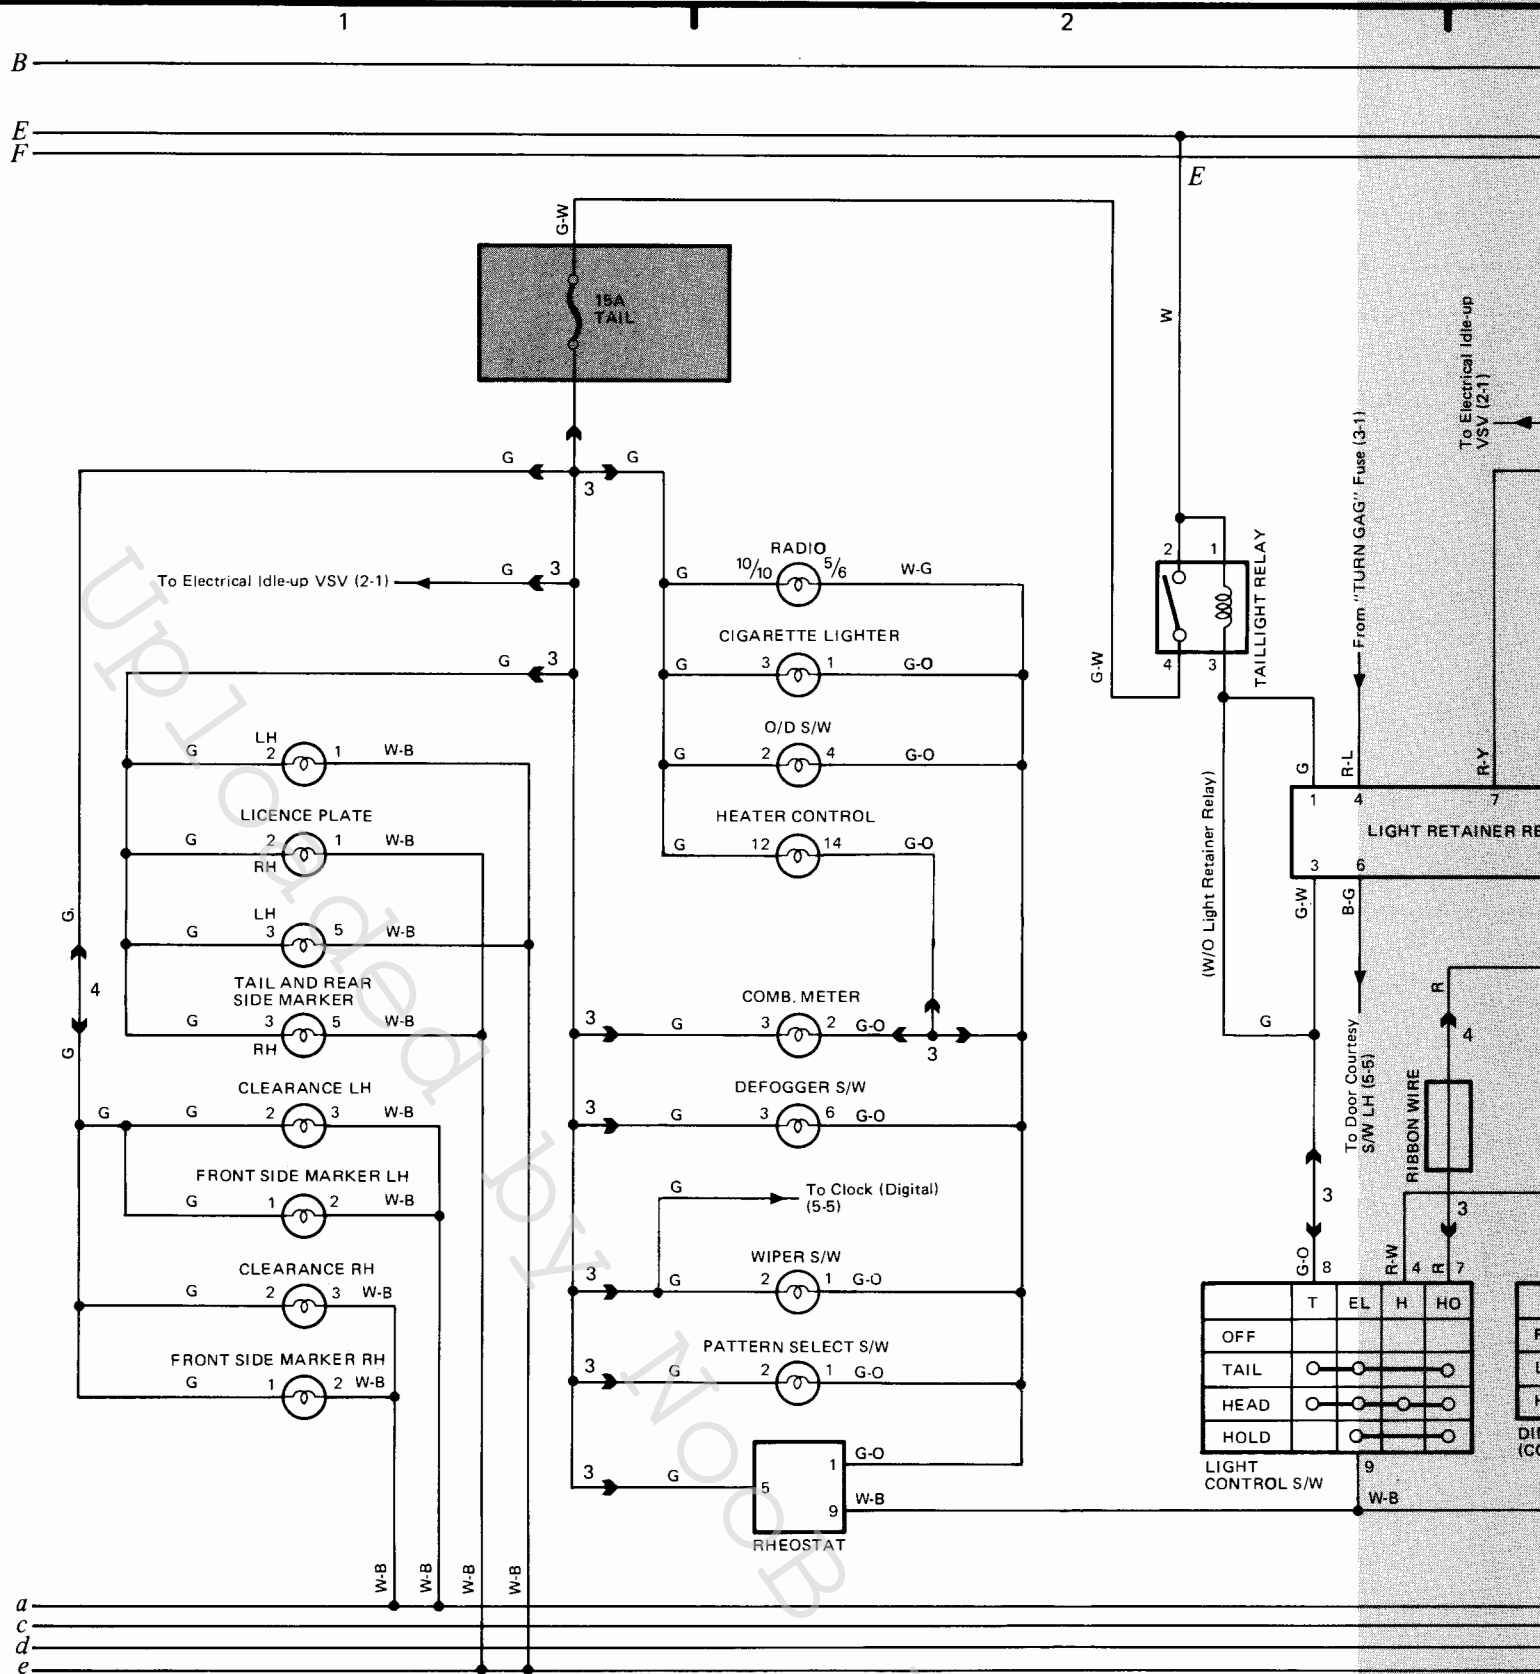 1
2
B
E
F
E
G-W
15A
TAIL
W
To Electrical Idle-up
VSV (2-1)
G
G
3
From "TURN GAG" Fuse (3-1)
RADIO
2
1
To Electrical Idle-up VSV (2-1)
G
3
G
10/10
5/6
W-G
TAILLIGHT RELAY
CIGARETTE LIGHTER
G
3
G
3
1
G-O
G-W
4
3
O/D S/W
LH
G
2
1
W-B
G
2
4
G-O
G
R-L
R-Y
(W/O Light Retainer Relay)
1
4
7
LICENCE PLATE
HEATER CONTROL
LIGHT RETAINER RE
G
2
1
W-B
G
12
14
G-O
RH
3
6
G
G-W
B-G
LH
G
3
5
W-B
4
TAIL AND REAR
SIDE MARKER
COMB. METER
R
G
3
5
W-B
3
G
3
2
G-O
3
G
4
RH
G
To Door Courtesy
S/W LH (5-5)
RIBBON WIRE
CLEARANCE LH
DEFOGGER S/W
G
G
2
3
W-B
3
G
3
6
G-O
FRONT SIDE MARKER LH
G
To Clock (Digital)
(5-5)
G
1
2
W-B
3
3
CLEARANCE RH
WIPER S/W
G-O
8
R-W
4
R
7
G
2
3
W-B
3
G
2
1
G-O
T
EL
H
HO
OFF
FRONT SIDE MARKER RH
PATTERN SELECT S/W
TAIL
G
1
2
W-B
3
G
2
1
G-O
HEAD
HOLD
DI
(CO
1
G-O
LIGHT
CONTROL S/W
9
3
G
5
9
W-B
W-B
RHEOSTAT
W-B
W-B
W-B
W-B
a
c
d
e
Uploaded by NooB